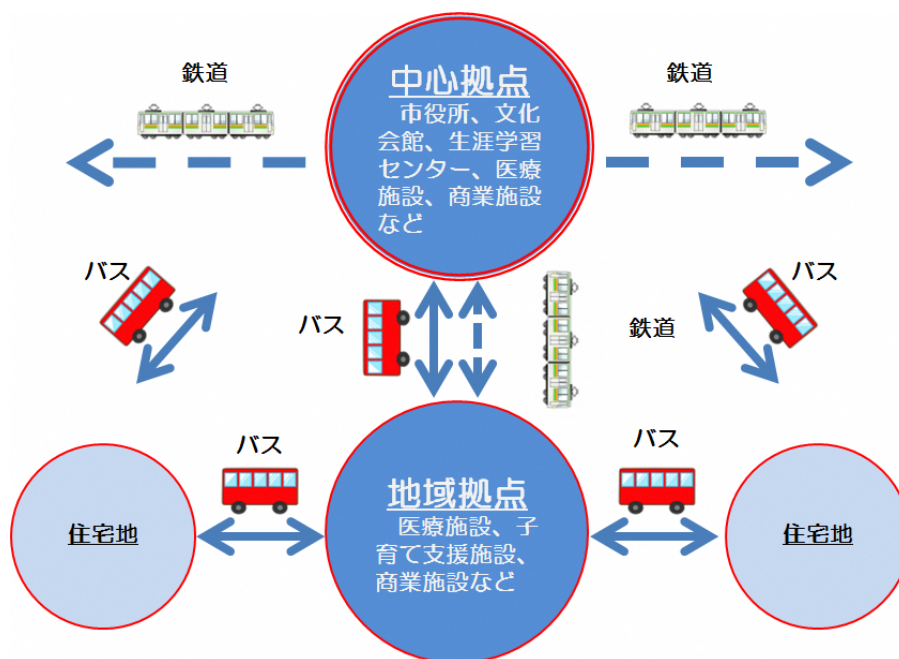 鉄道
中心拠点
鉄道
市役所、文化
会館、生涯学習
センター、医療
施設、商業施設
など
バス
バス
バス
鉄道
バス
バス
住宅地
地域拠点
医療施設、子
育て支援施設、
商業施設など
住宅地